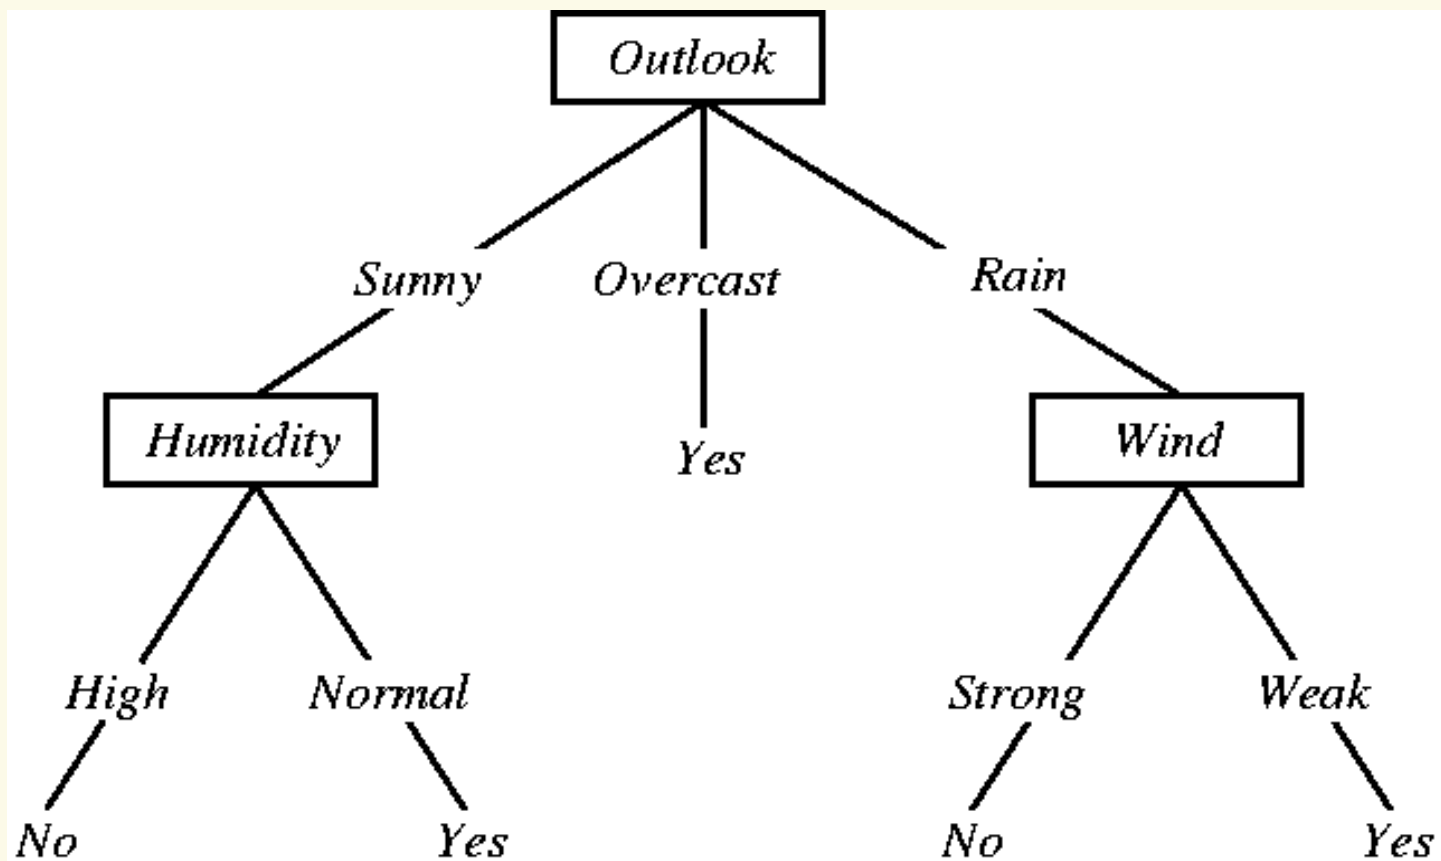 Outlook
Sunny Overcast Rain
Humidity Yes Wind
High Normal Strong Weak
No Yes No Yes